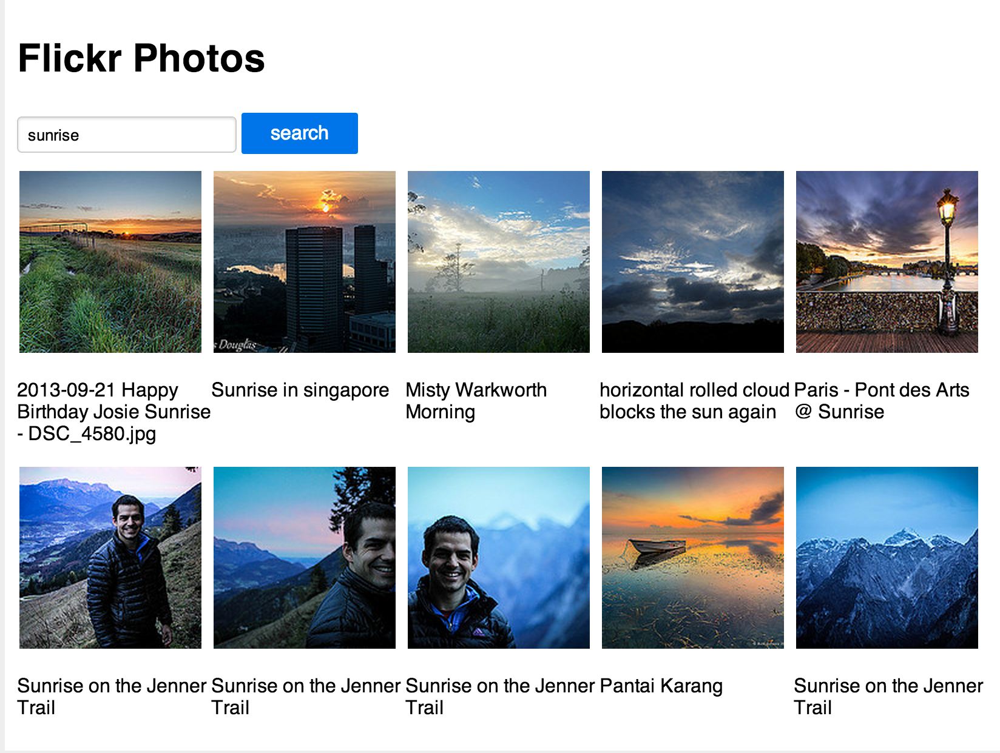 Flickr Photos
sunrise
search
s Douglas
2013-09-21 Happy
Birthday Josie Sunrise
- DSC_4580.jpg
Sunrise in singapore
Misty Warkworth
Morning
horizontal rolled cloud
blocks the sun again
Paris - Pont des Arts
@ Sunrise
Sunrise on the Jenner
Trail
Sunrise on the Jenner
Trail
Sunrise on the Jenner
Trail
Pantai Karang
Sunrise on the Jenner
Trail